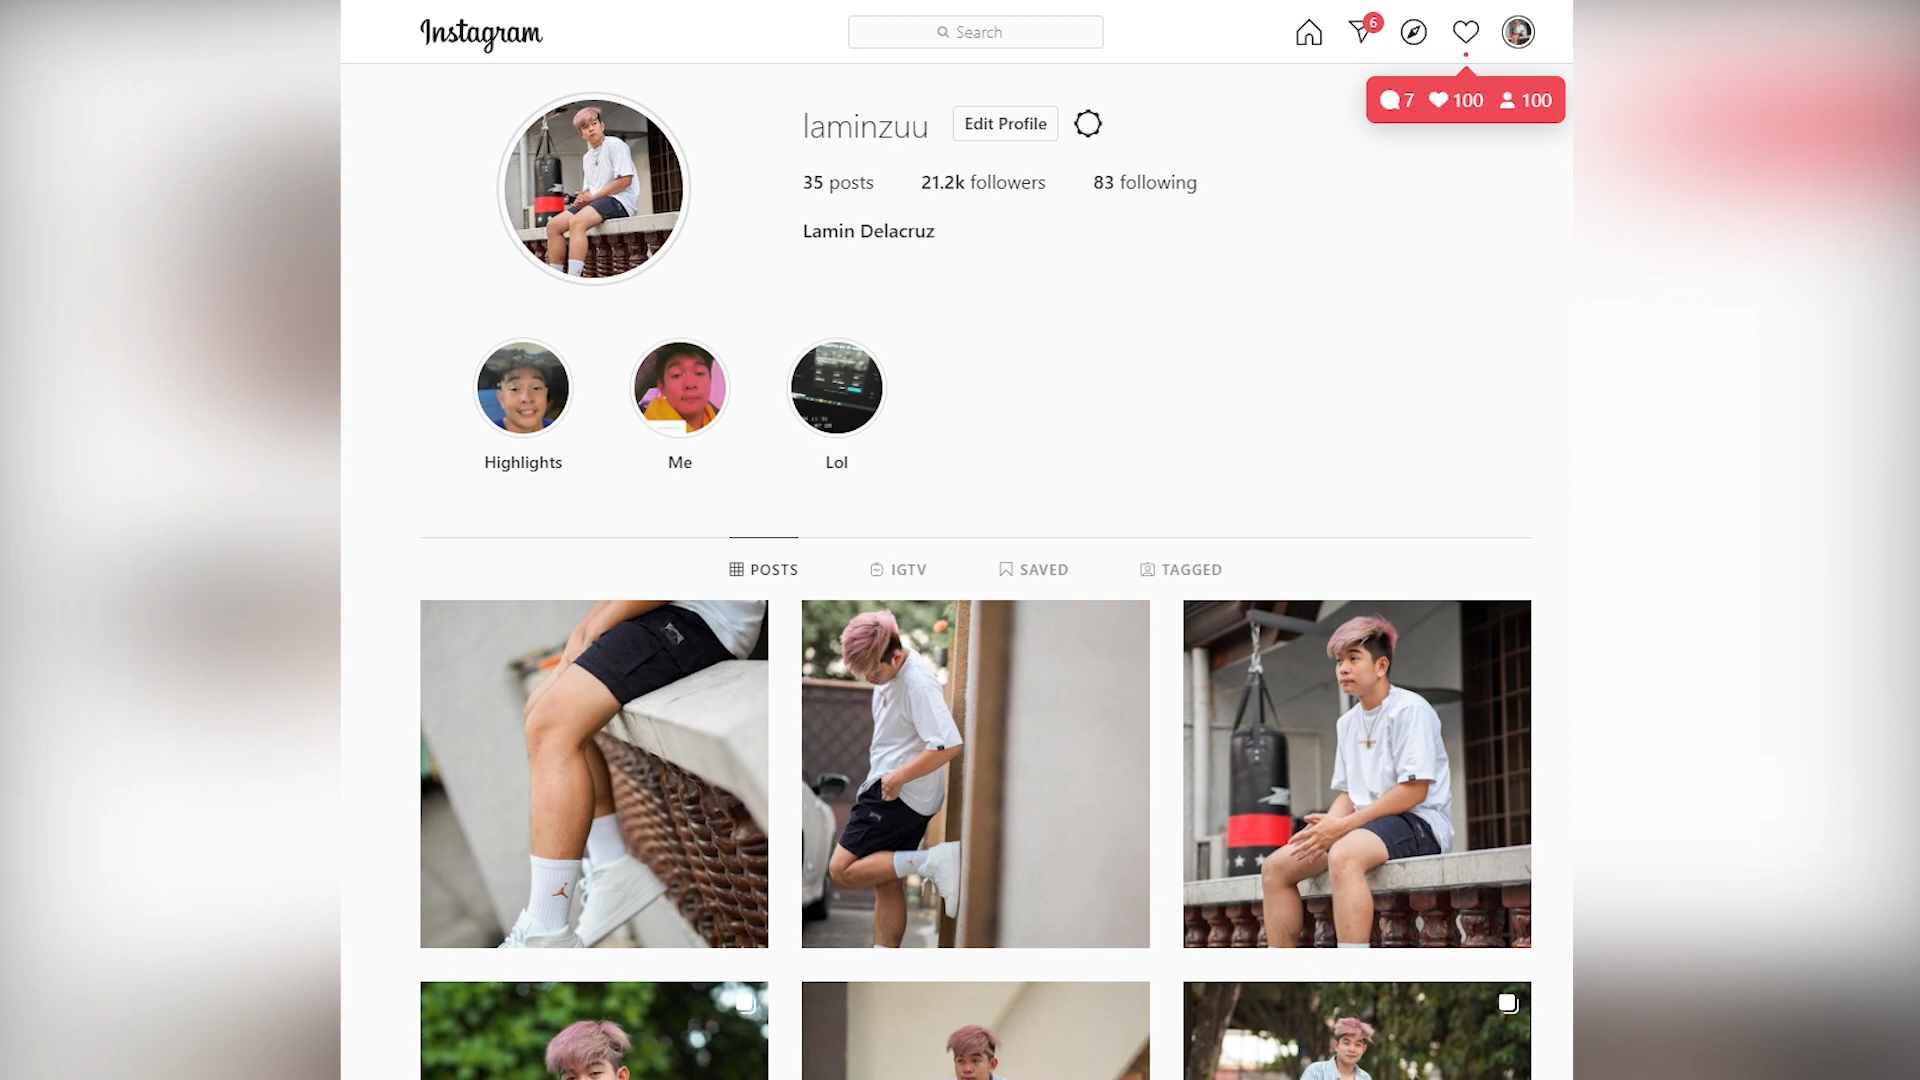 Instagram
Search
6
7 100 100
laminzuu Edit Profile
35 posts 21.2k followers 83 following
Lamin Delacruz
Highlights Me Lol
POSTS IGTV SAVED TAGGED